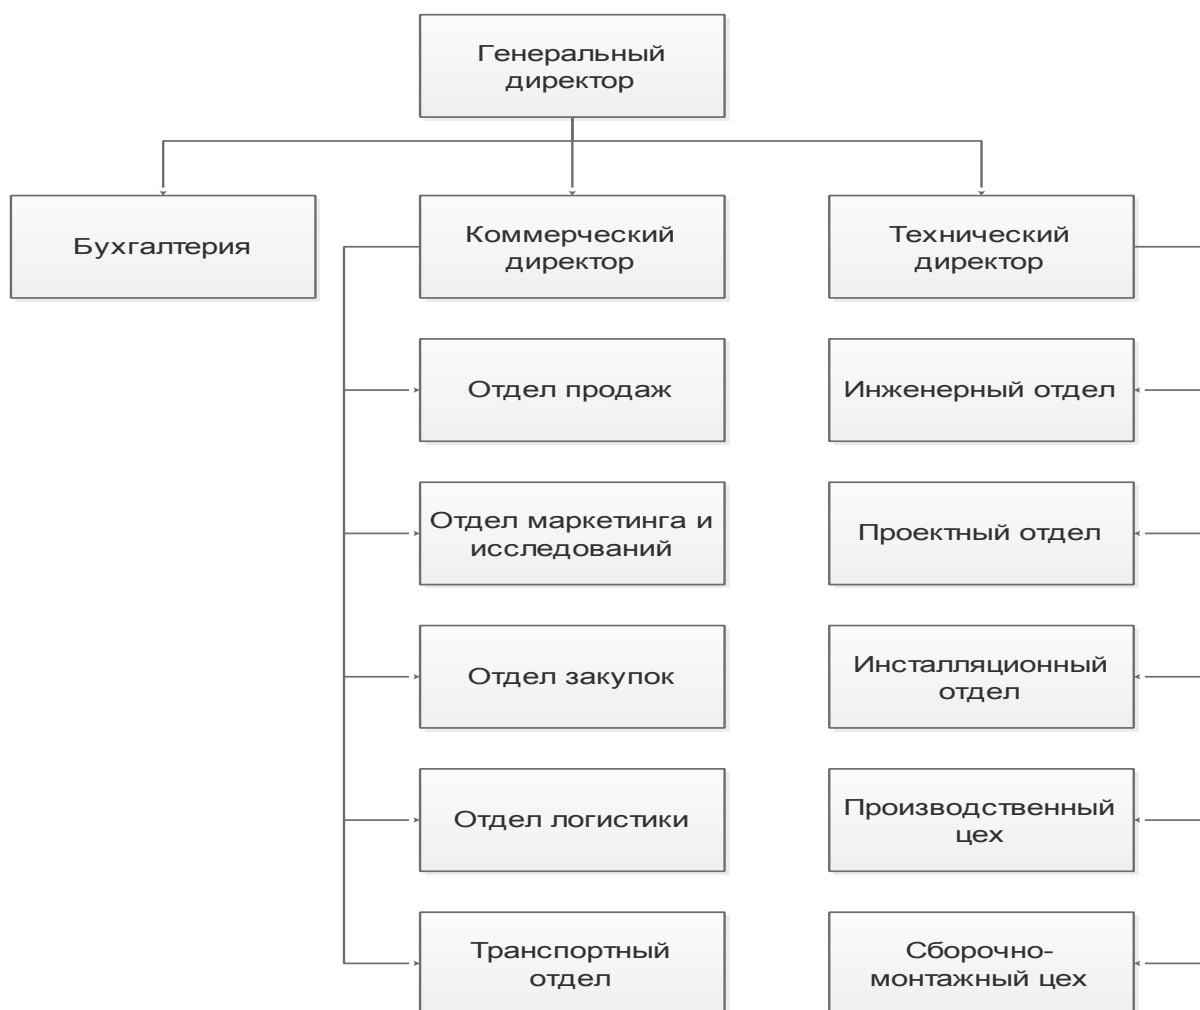 Генеральный
директор
Бухгалтерия
Коммерческий
директор
Технический
директор
Отдел продаж
Инженерный отдел
Отдел маркетинга и
исследований
Проектный отдел
Отдел закупок
Инсталляционный
отдел
Отдел логистики
Производственный
цех
Транспортный
отдел
Сборочно-
монтажный цех